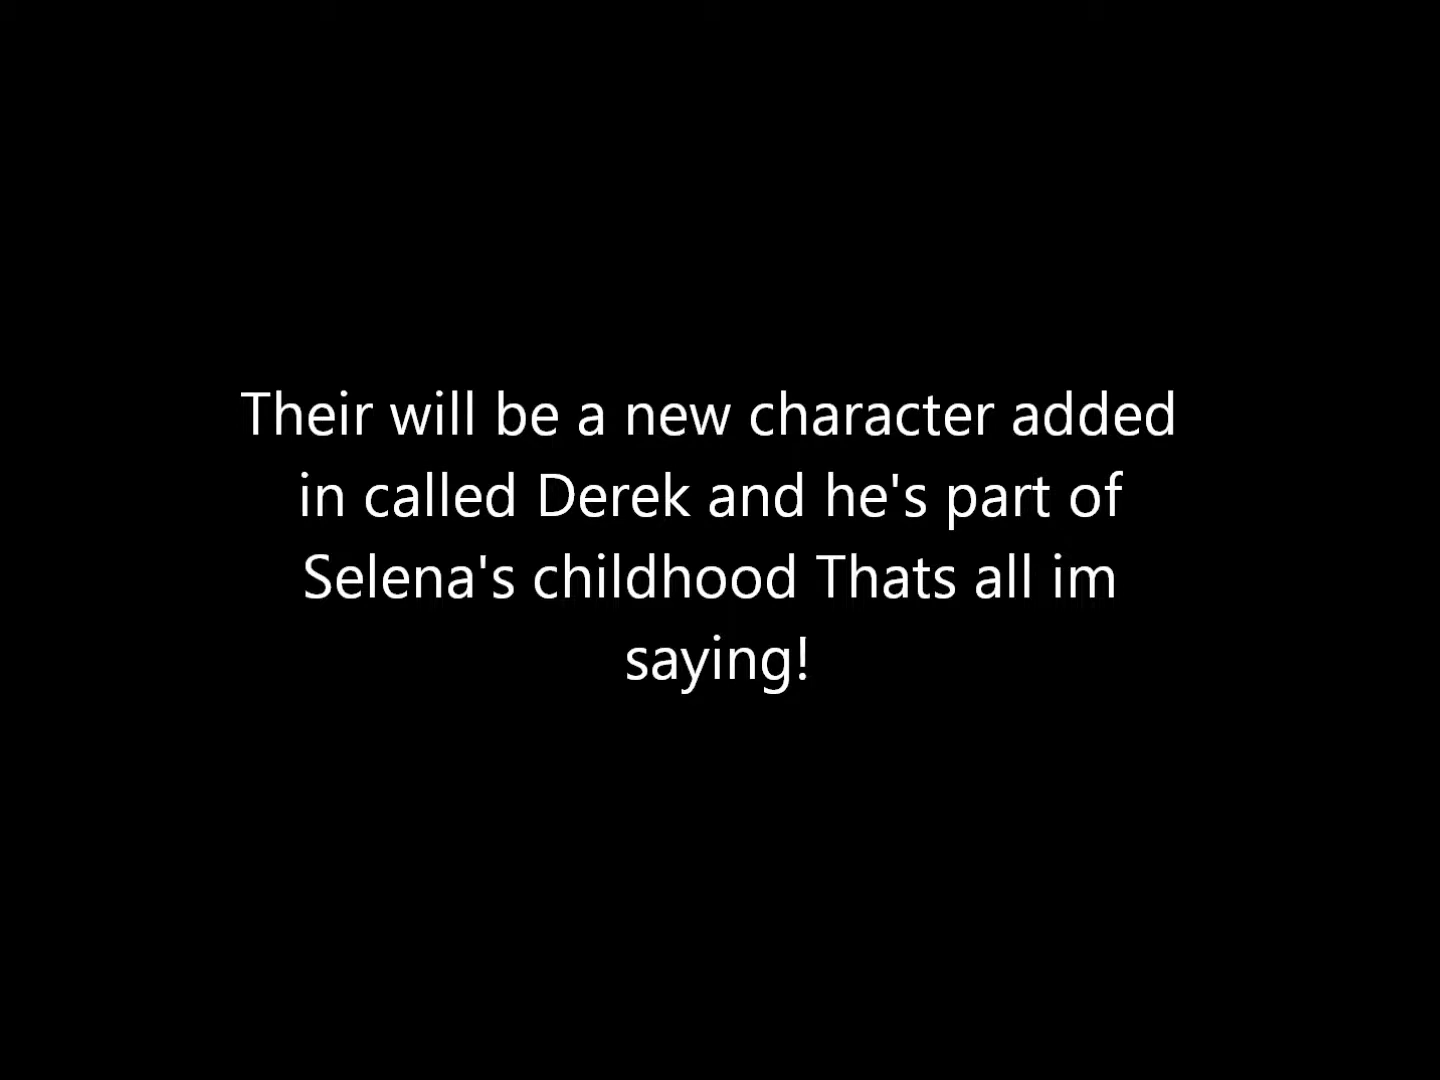 Their will be a new character added
in called Derek and he's part of
Selena's childhood Thats all im
saying!